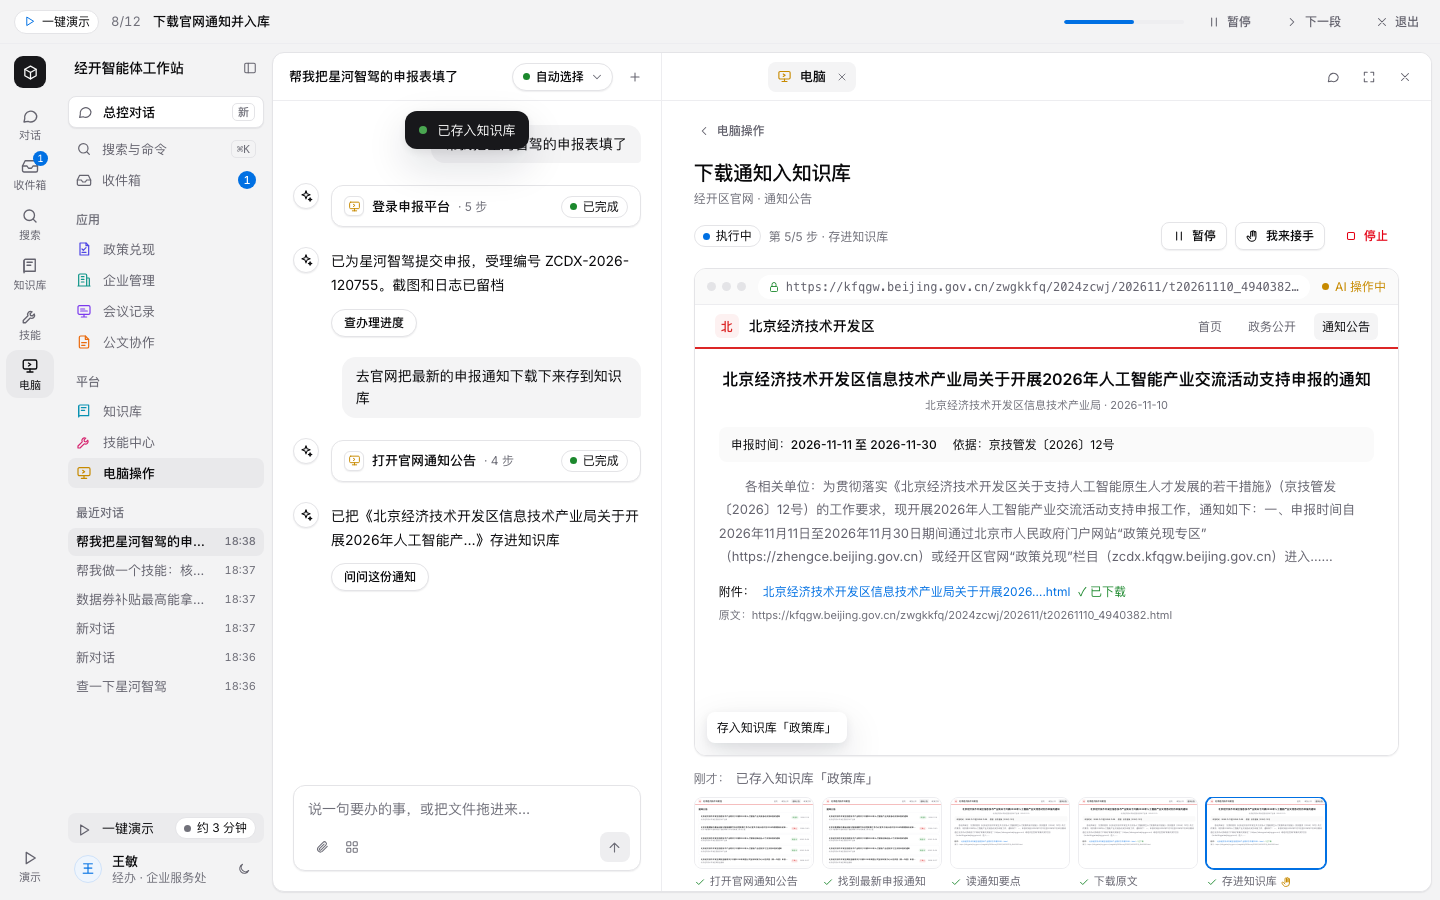 一键演示 8/12 下载官网通知并入库
暂停 下一段 退出
对话
收件箱
1
搜索
知识库
技能
电脑
演示
经开智能体工作站
总控对话 新
搜索与命令 ⌘K
收件箱 1
应用
政策兑现
企业管理
会议记录
公文协作
平台
知识库
技能中心
电脑操作
最近对话
帮我把星河智驾的申... 18:38
帮我做一个技能：核... 18:37
数据券补贴最高能拿... 18:37
新对话 18:37
新对话 18:36
查一下星河智驾 18:36
一键演示 约 3 分钟
王 王敏
经办 · 企业服务处
帮我把星河智驾的申报表填了 自动选择
已存入知识库
驾的申报表填了
登录申报平台 · 5 步 已完成
已为星河智驾提交申报，受理编号 ZCDX-2026-
120755。截图和日志已留档
查办理进度
去官网把最新的申报通知下载下来存到知识
库
打开官网通知公告 · 4 步 已完成
已把《北京经济技术开发区信息技术产业局关于开
展2026年人工智能产...》存进知识库
问问这份通知
说一句要办的事，或把文件拖进来...
电脑
电脑操作
下载通知入知识库
经开区官网 · 通知公告
执行中 第 5/5 步 · 存进知识库
暂停 我来接手 停止
https://kfqgw.beijing.gov.cn/zwgkkfq/2024zcwj/202611/t20261110_4940382… AI 操作中
北 北京经济技术开发区 首页 政务公开 通知公告
北京经济技术开发区信息技术产业局关于开展2026年人工智能产业交流活动支持申报的通知
北京经济技术开发区信息技术产业局 · 2026-11-10
申报时间：2026-11-11 至 2026-11-30 依据：京技管发〔2026〕12号
各相关单位：为贯彻落实《北京经济技术开发区关于支持人工智能原生人才发展的若干措施》（京技管发
〔2026〕12号）的工作要求，现开展2026年人工智能产业交流活动支持申报工作，通知如下：一、申报时间自
2026年11月11日至2026年11月30日期间通过北京市人民政府门户网站“政策兑现专区”
（https://zhengce.beijing.gov.cn）或经开区官网“政策兑现”栏目（zcdx.kfqgw.beijing.gov.cn）进入......
附件： 北京经济技术开发区信息技术产业局关于开展2026....html ✓ 已下载
原文：https://kfqgw.beijing.gov.cn/zwgkkfq/2024zcwj/202611/t20261110_4940382.html
存入知识库「政策库」
刚才： 已存入知识库「政策库」
打开官网通知公告 找到最新申报通知 读通知要点 下载原文 存进知识库